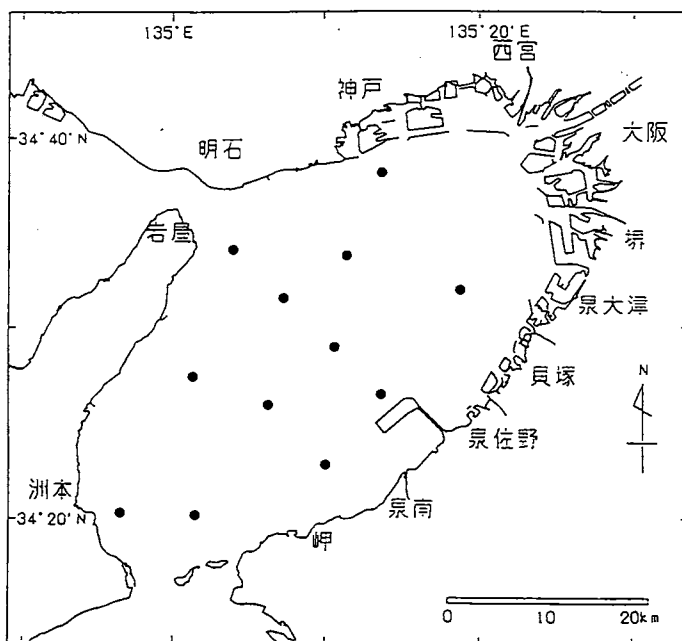 135°E
135°20'E
西宮
神戸
34°40'N
明石
大阪
岩屋
堺
泉大津
貝塚
N
泉佐野
洲本
泉南
34°20'N
岬
0 10 20km